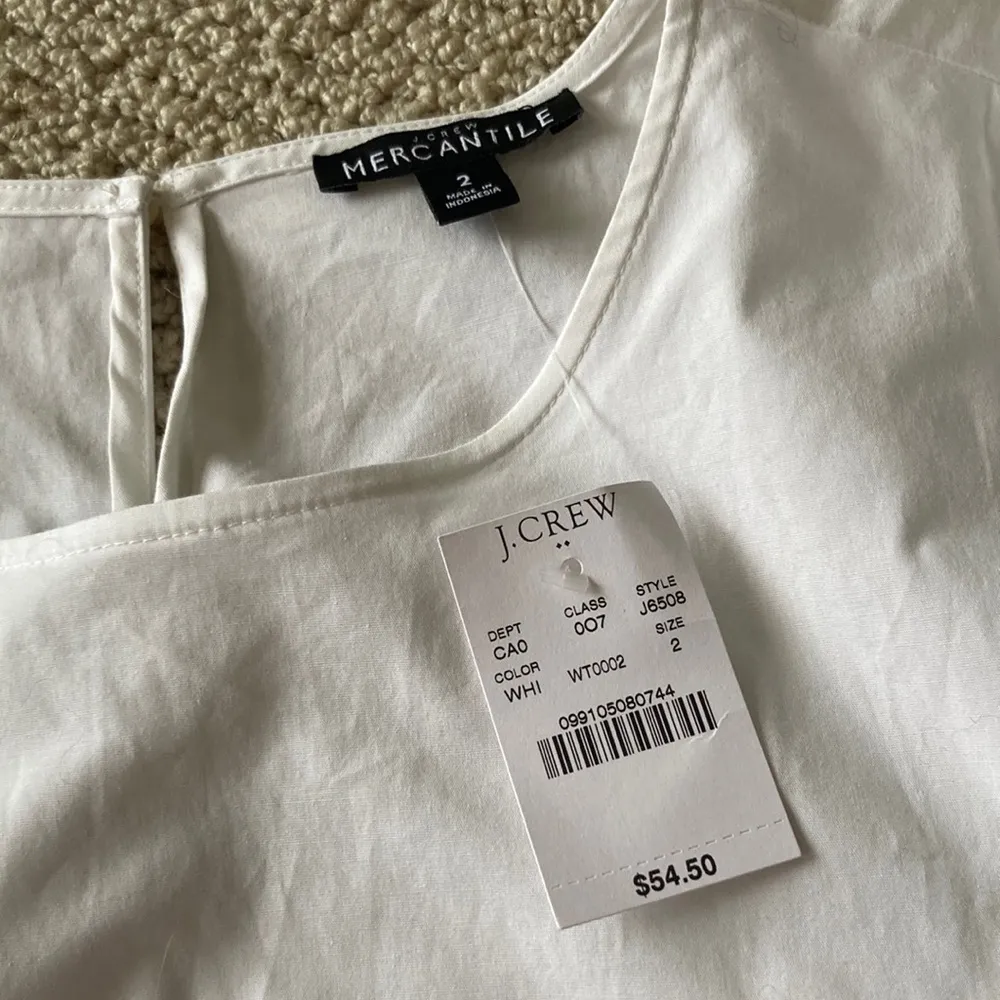 J.CREW
MERCANTILE
2
MADE IN
INDONESIA
J.CREW
DEPT CLASS STYLE
CA0 007 J6508
COLOR SIZE
WHI WT0002 2
099105080744
$54.50